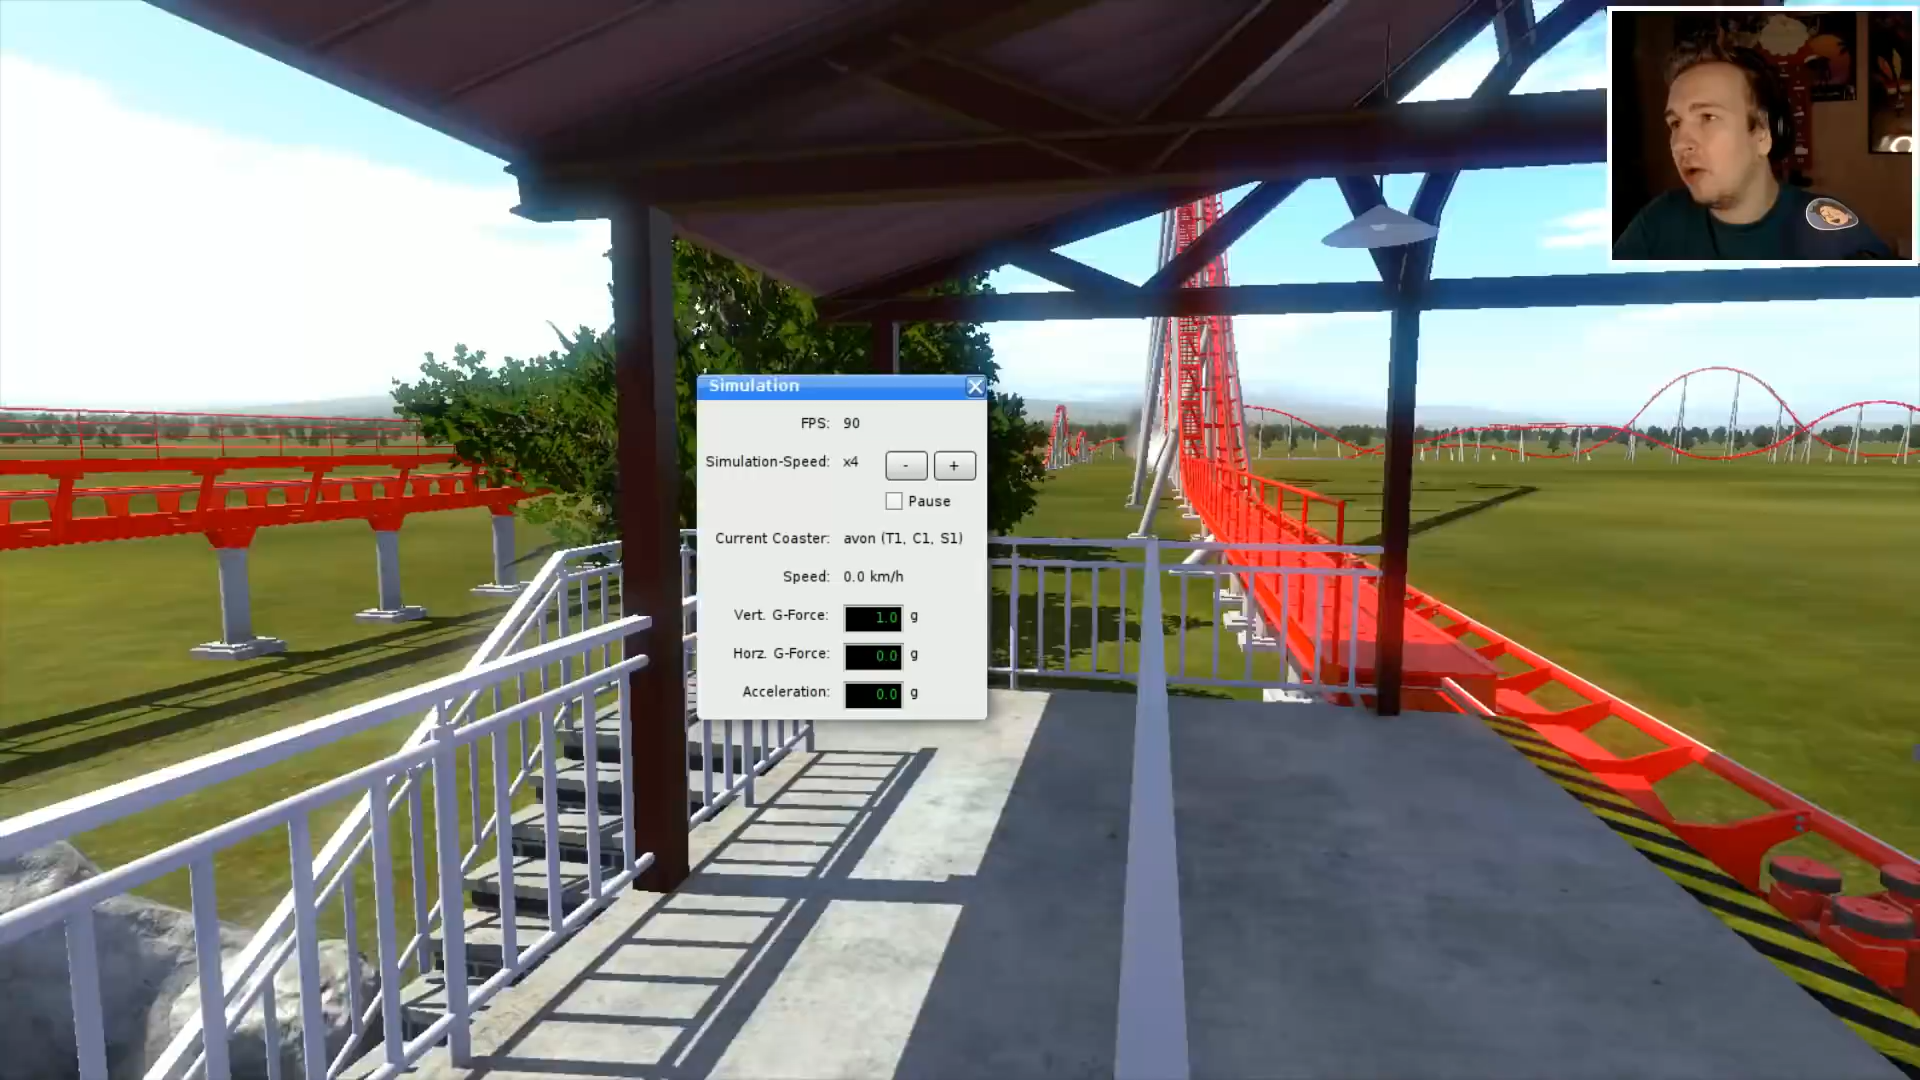 Simulation
FPS: 90
Simulation-Speed: x4 - +
Pause
Current Coaster: avon (T1, C1, S1)
Speed: 0.0 km/h
Vert. G-Force: 1.0 g
Horz. G-Force: 0.0 g
Acceleration: 0.0 g